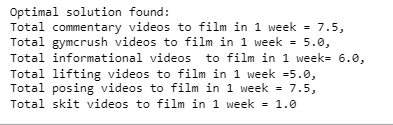 Optimal solution found:
Total commentary videos to film in 1 week = 7.5,
Total gymcrush videos to film in 1 week = 5.0,
Total informational videos  to film in 1 week= 6.0,
Total lifting videos to film in 1 week =5.0,
Total posing videos to film in 1 week = 7.5,
Total skit videos to film in 1 week = 1.0